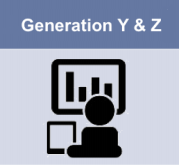 Generation Y & Z